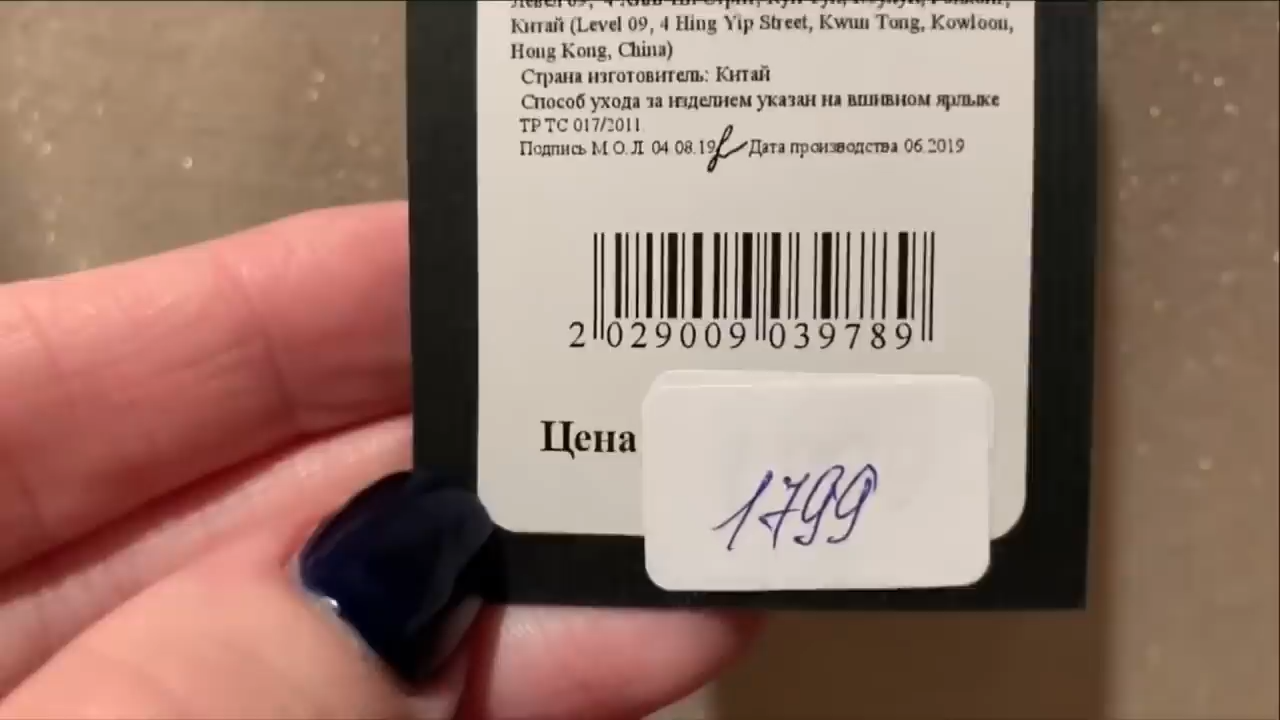 Китай (Level 09, 4 Hing Yip Street, Kwun Tong, Kowloon,
Hong Kong, China)
Страна изготовитель: Китай
Способ ухода за изделием указан на вшивном ярлыке
ТР ТС 017/2011
Подпись М.О.Л 04 08.19 Дата производства 06.2019
2 029009 039789
Цена
1799